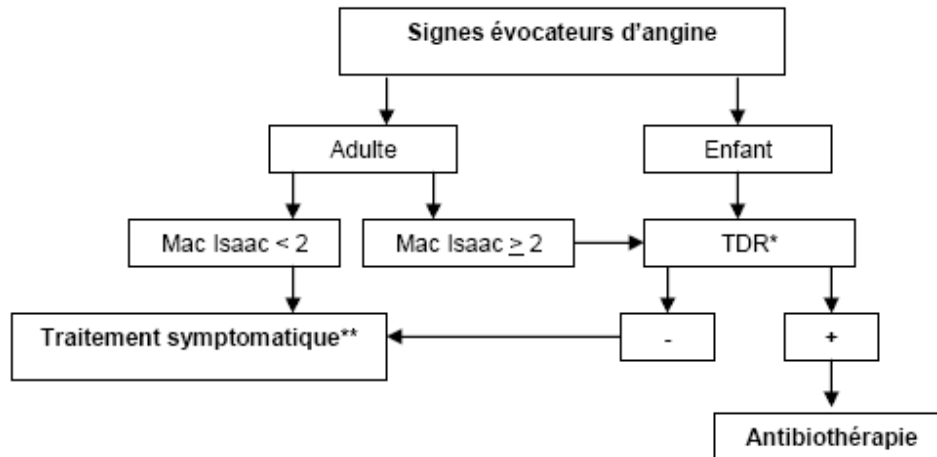 Signes évocateurs d'angine
Adulte
Enfant
Mac Isaac < 2
Mac Isaac ≥ 2
TDR*
Traitement symptomatique**
-
+
Antibiothérapie